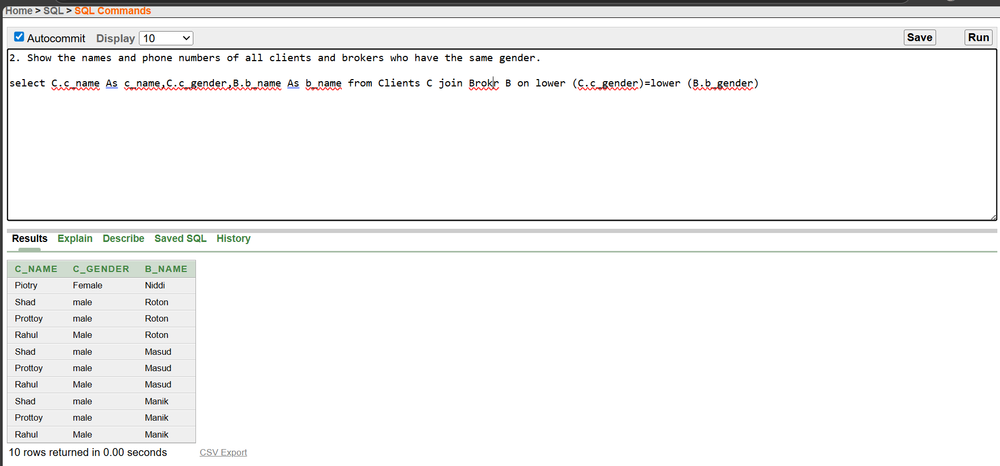 Home > SQL > SQL Commands
Autocommit Display 10 Save Run
2. Show the names and phone numbers of all clients and brokers who have the same gender.
select C.c_name As c_name,C.c_gender,B.b_name As b_name from Clients C join Brokr B on lower (C.c_gender)=lower (B.b_gender)
Results Explain Describe Saved SQL History
C_NAME C_GENDER B_NAME
Piotry Female Niddi
Shad male Roton
Prottoy male Roton
Rahul Male Roton
Shad male Masud
Prottoy male Masud
Rahul Male Masud
Shad male Manik
Prottoy male Manik
Rahul Male Manik
10 rows returned in 0.00 seconds CSV Export